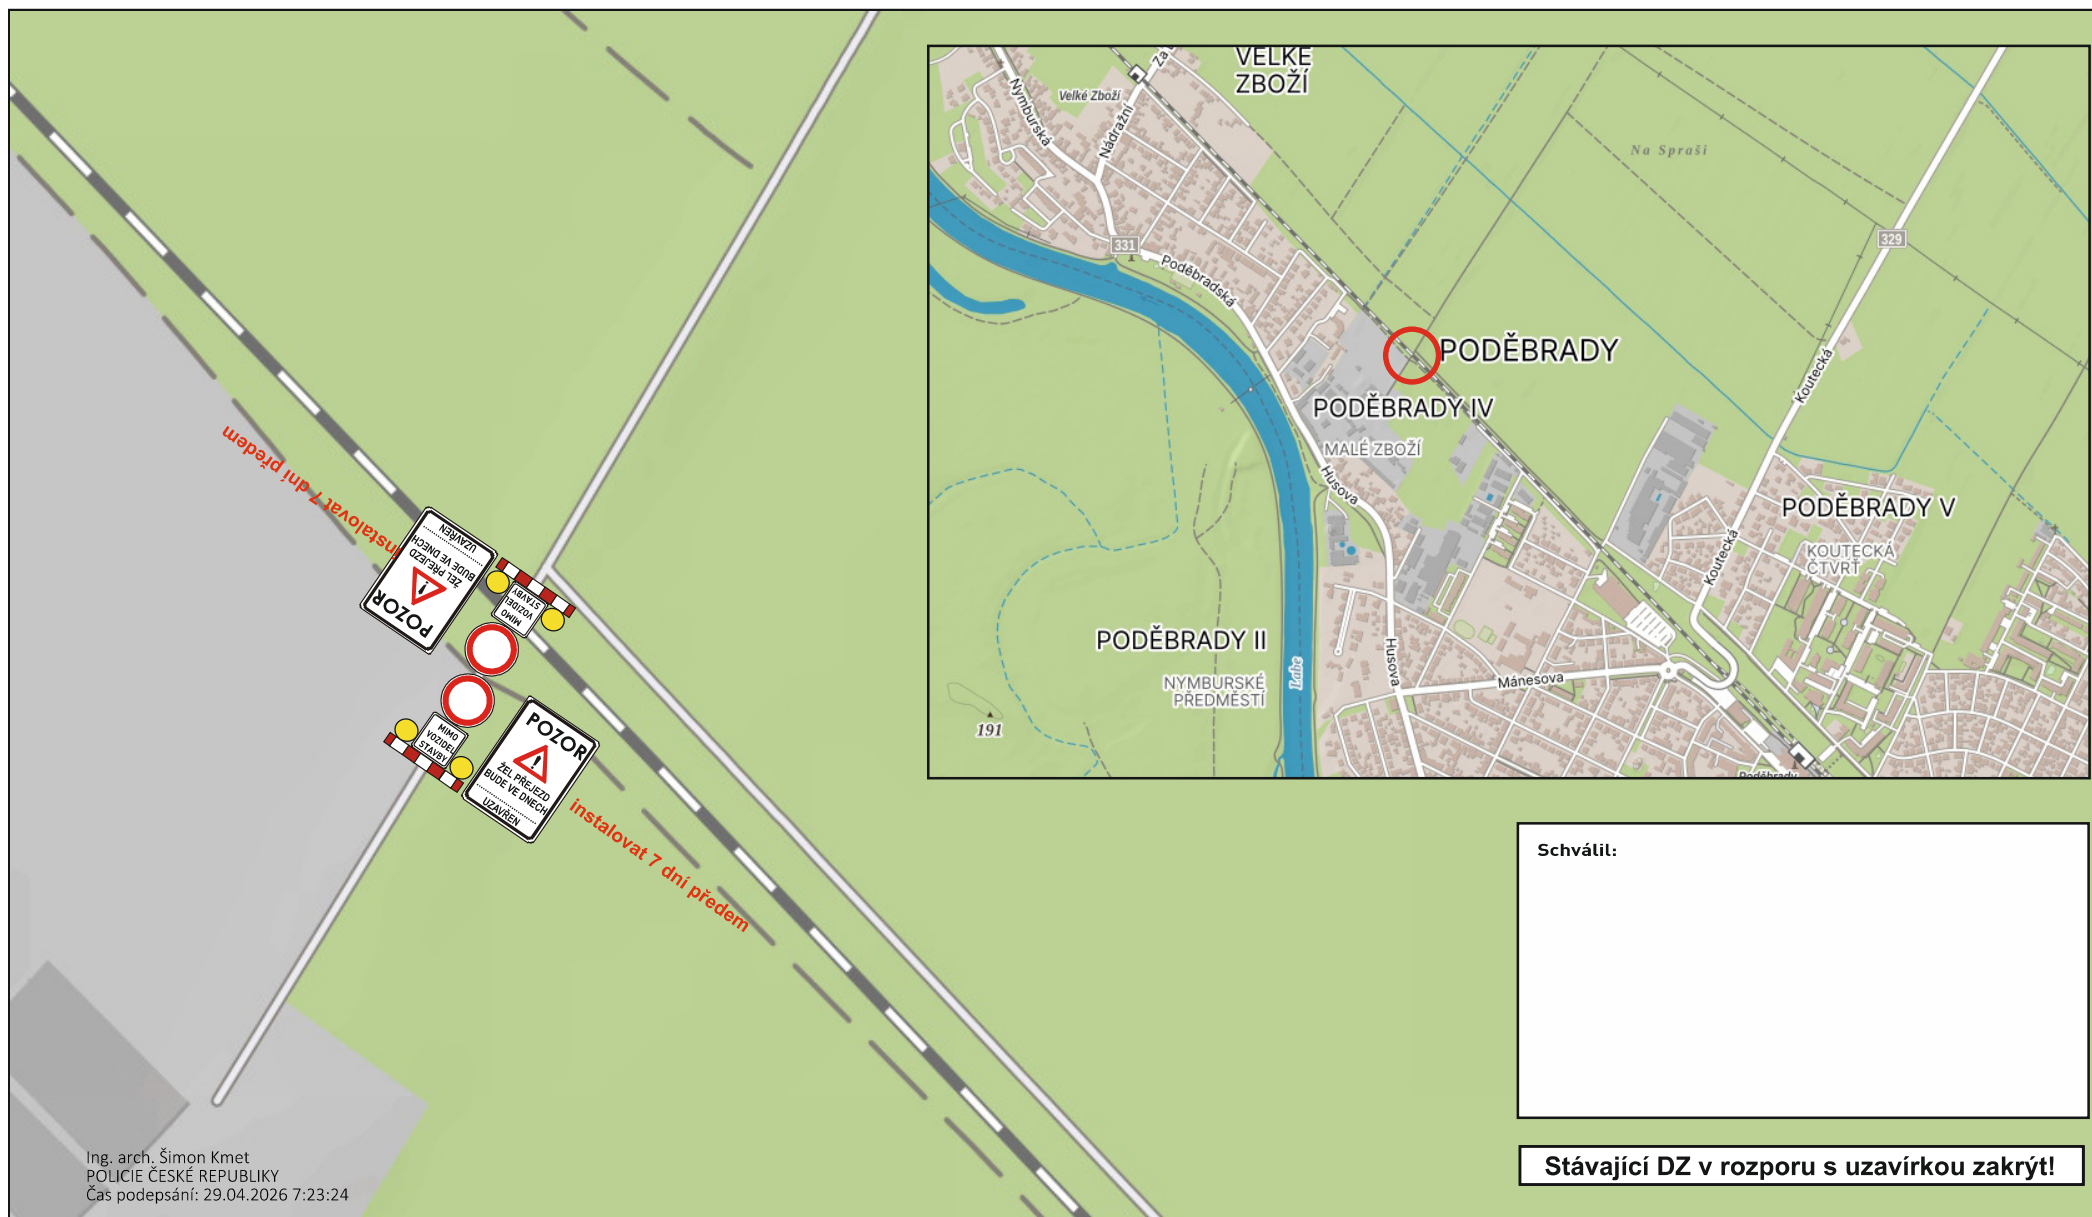 VELKÉ
ZBOŽÍ
Za
Velké Zboží
Nymburská
Nádražní
Na Spraši
331
329
Poděbradská
PODĚBRADY
Koutecká
PODĚBRADY IV
MALÉ ZBOŽÍ
Husova
PODĚBRADY V
Koutecká
KOUTECKÁ
ČTVRŤ
PODĚBRADY II
Husova
Labe
NYMBURSKÉ
PŘEDMĚSTÍ
Mánesova
191
Poděbrady
instalovat 7 dní předem
POZOR
!
ŽEL PŘEJEZD
BUDE VE DNECH
UZAVŘEN
MIMO
VOZIDEL
STAVBY
MIMO
VOZIDEL
STAVBY
POZOR
!
ŽEL PŘEJEZD
BUDE VE DNECH
UZAVŘEN
instalovat 7 dní předem
Schválil:
Stávající DZ v rozporu s uzavírkou zakrýt!
Ing. arch. Šimon Kmet
POLICIE ČESKÉ REPUBLIKY
Čas podepsání: 29.04.2026 7:23:24